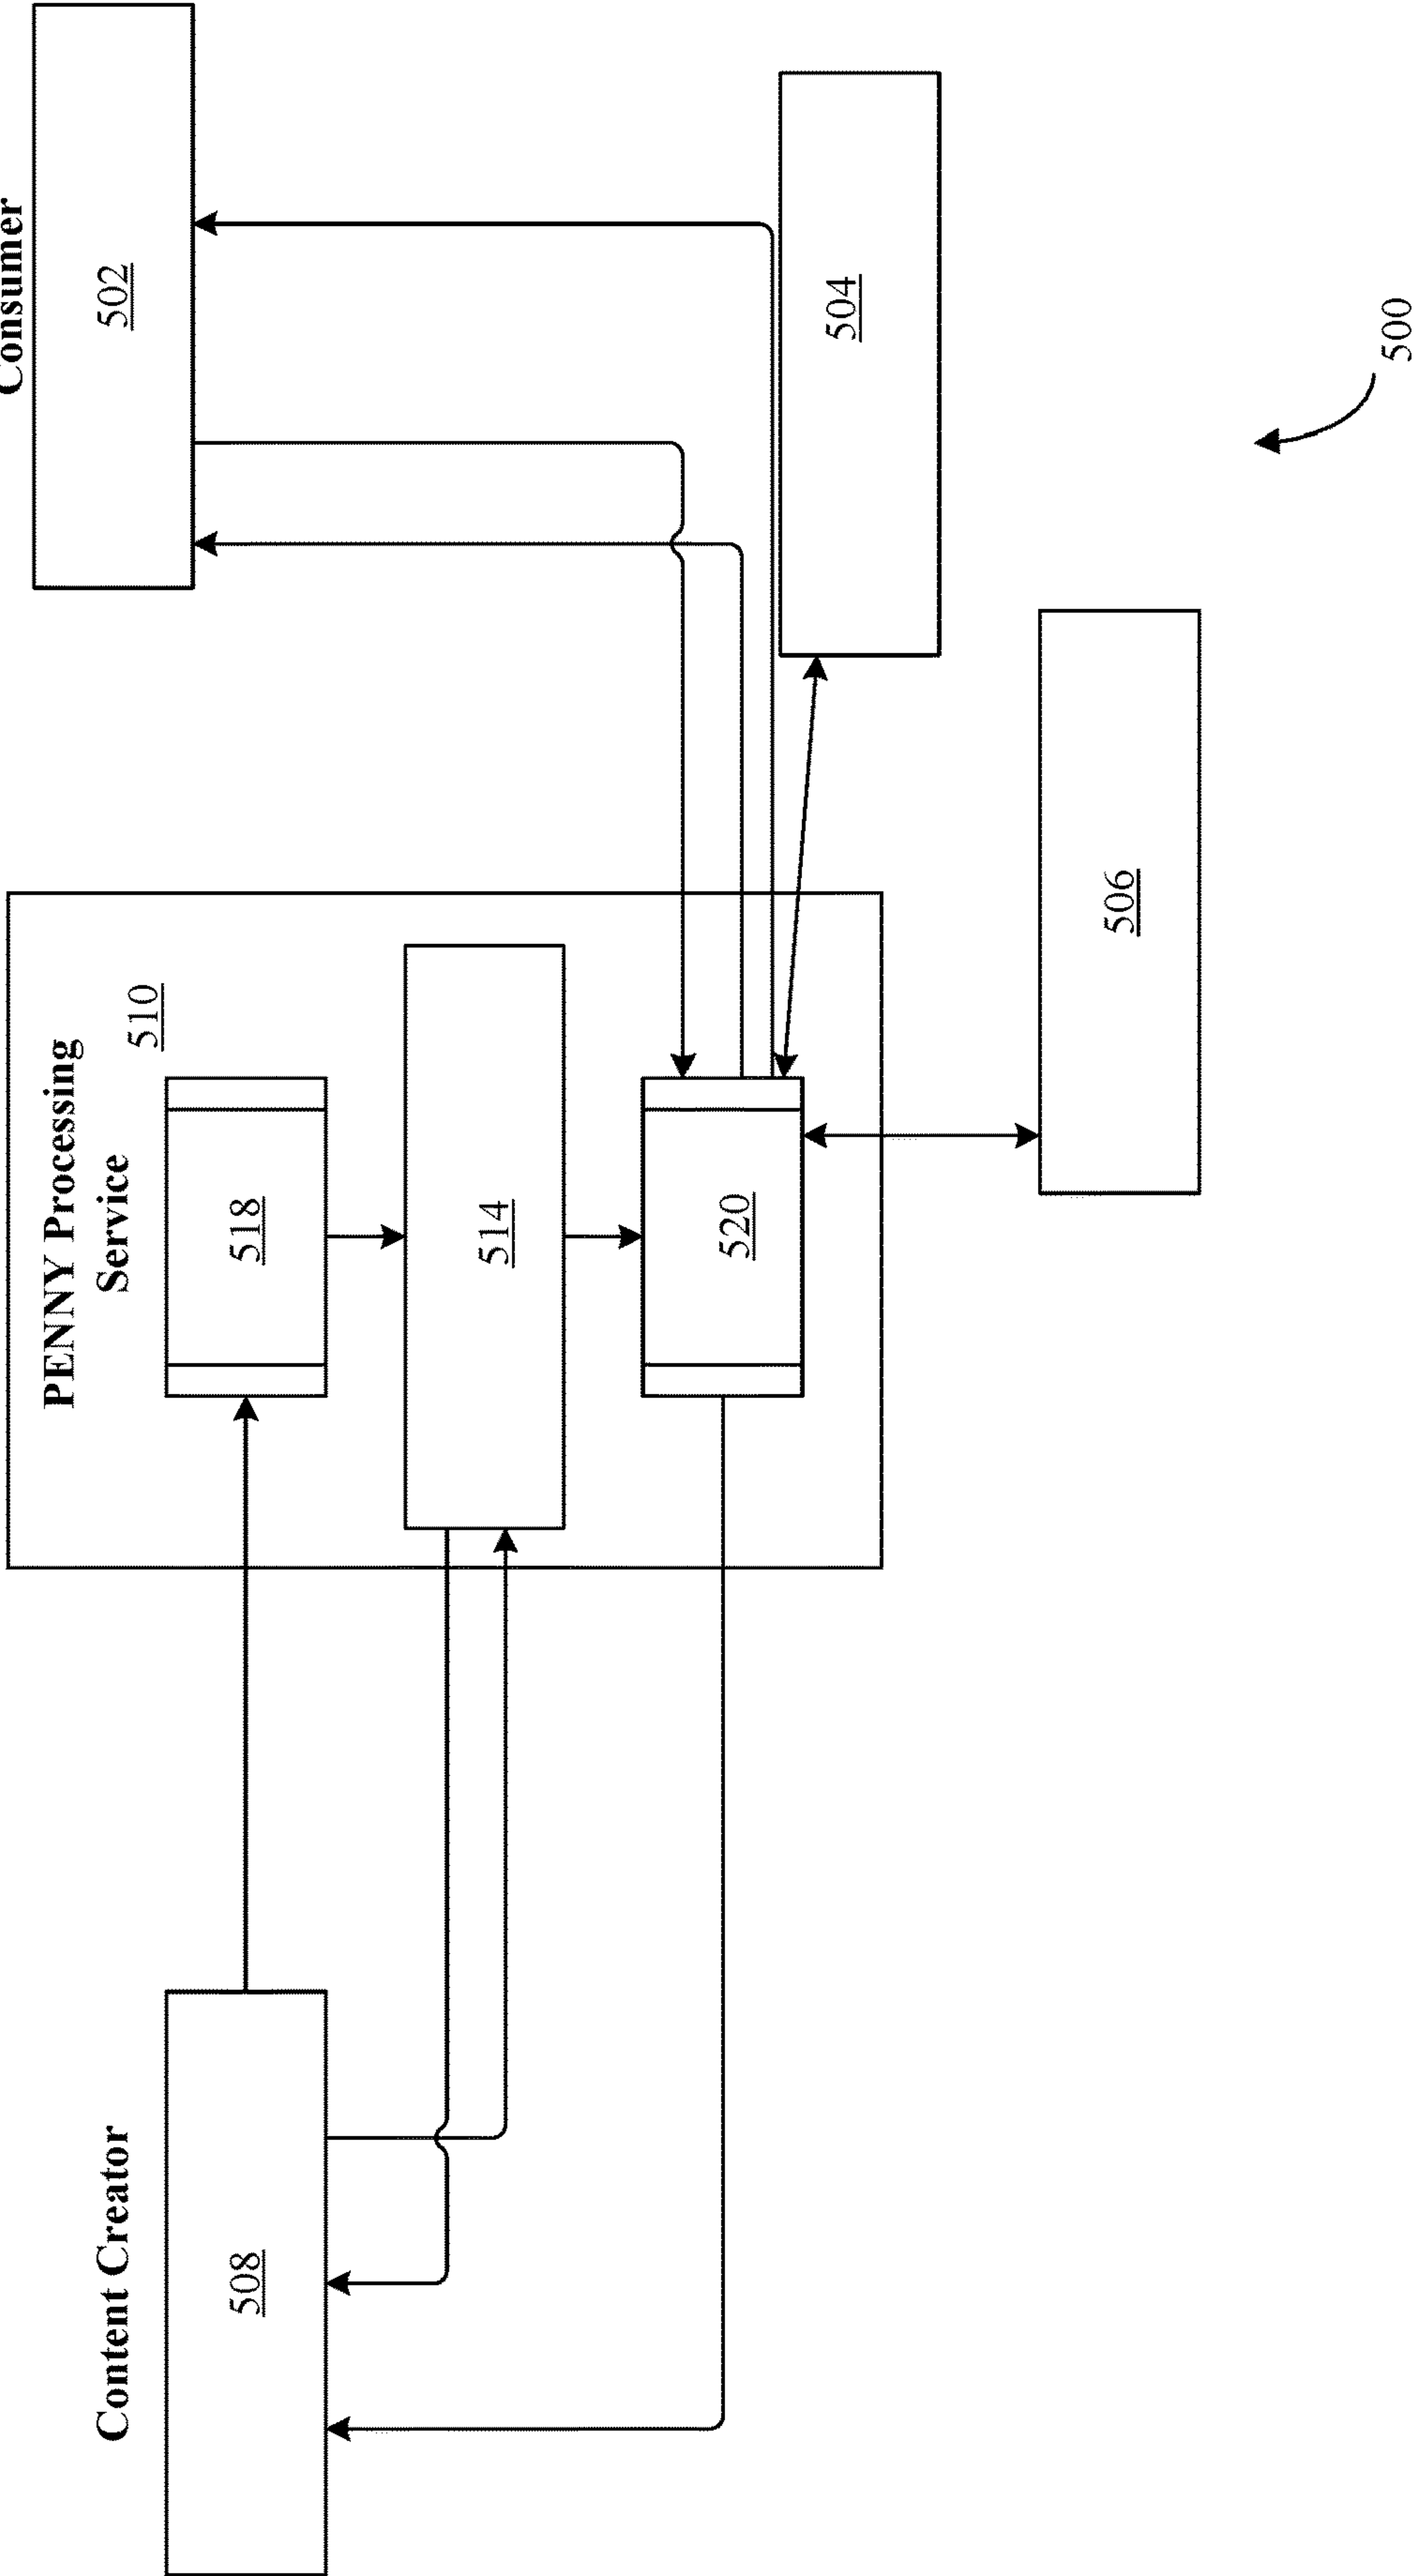 Content Creator
508
PENNY Processing
Service
510
518
514
520
Consumer
502
504
506
500